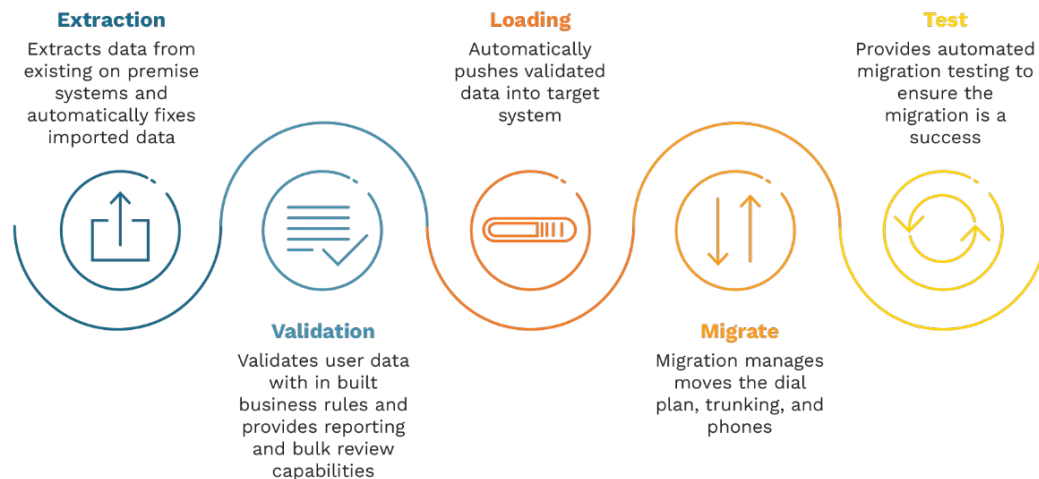 Extraction
Extracts data from
existing on premise
systems and
automatically fixes
imported data
Validation
Validates user data
with in built
business rules and
provides reporting
and bulk review
capabilities
Loading
Automatically
pushes validated
data into target
system
Migrate
Migration manages
moves the dial
plan, trunking, and
phones
Test
Provides automated
migration testing to
ensure the
migration is a
success